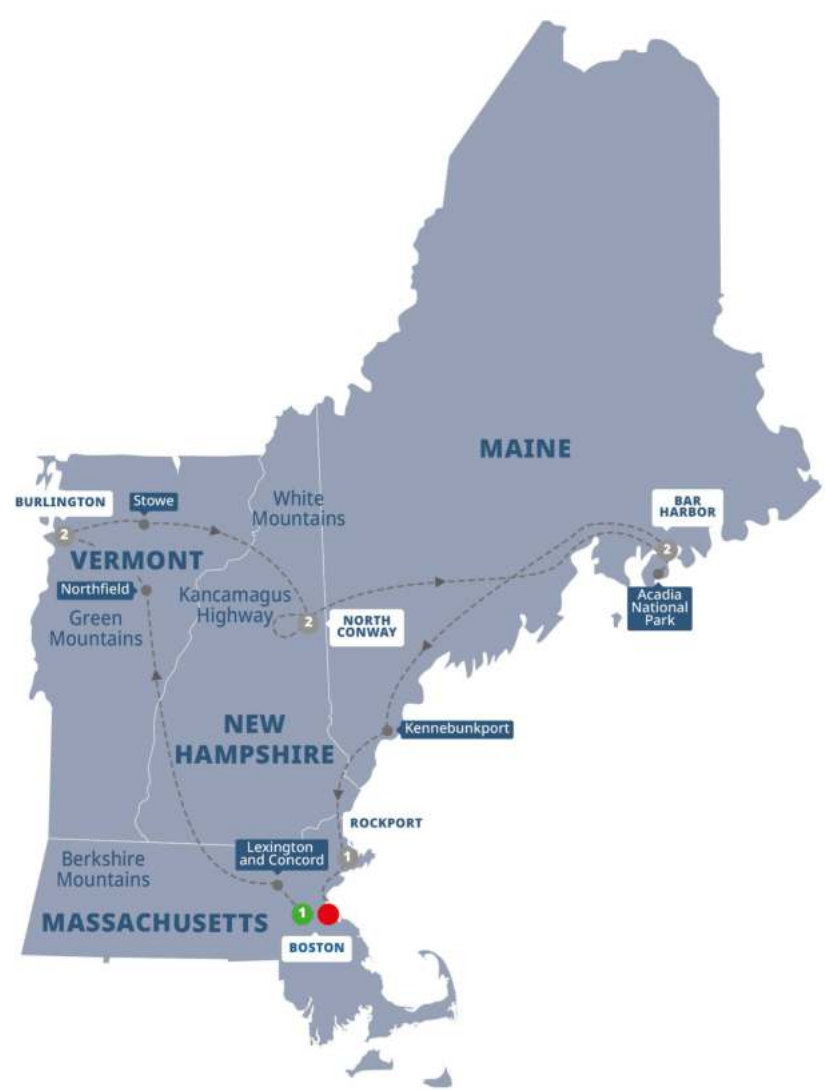 MAINE
BAR
HARBOR
2
Acadia
National
Park
White
Mountains
BURLINGTON
Stowe
2
VERMONT
Northfield
Green
Mountains
Kancamagus
Highway
2
NORTH
CONWAY
NEW
HAMPSHIRE
Kennebunkport
ROCKPORT
1
Lexington
and Concord
Berkshire
Mountains
MASSACHUSETTS
1
BOSTON